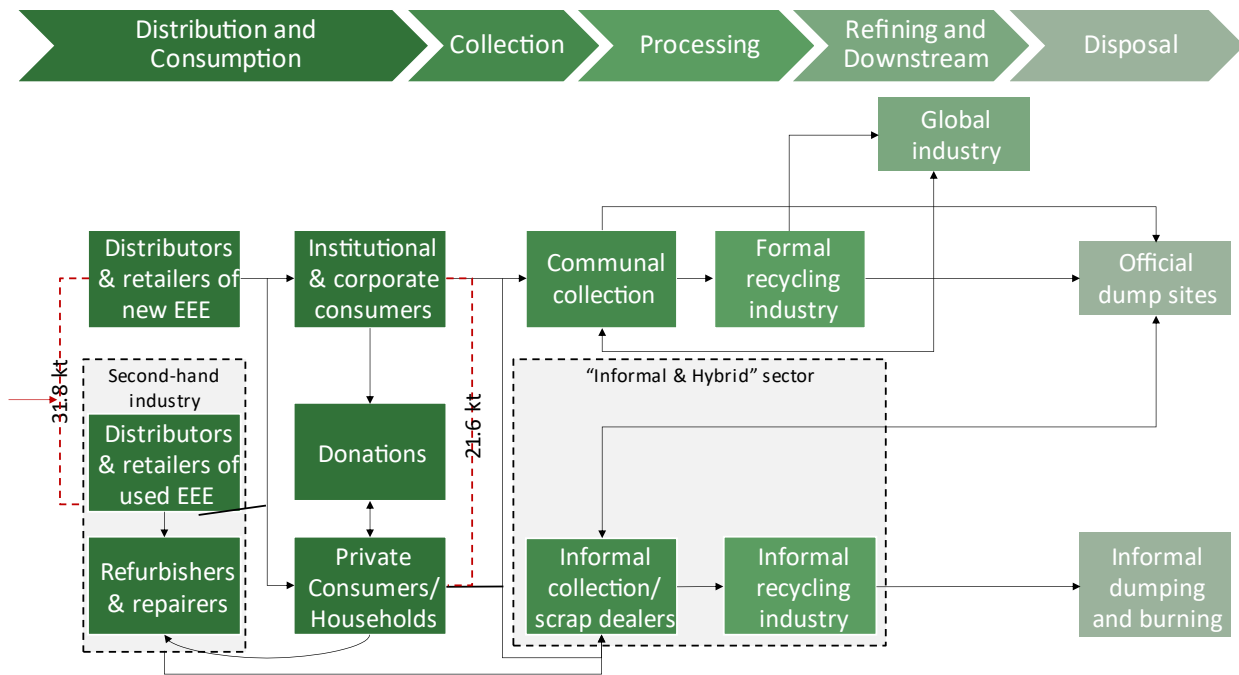 Distribution and
Consumption
Collection
Processing
Refining and
Downstream
Disposal
Global
industry
Distributors
& retailers of
new EEE
Institutional
& corporate
consumers
Communal
collection
Formal
recycling
industry
Official
dump sites
31.8 kt
Second-hand
industry
Distributors
& retailers of
used EEE
Donations
21.6 kt
"Informal & Hybrid" sector
Refurbishers
& repairers
Private
Consumers/
Households
Informal
collection/
scrap dealers
Informal
recycling
industry
Informal
dumping
and burning